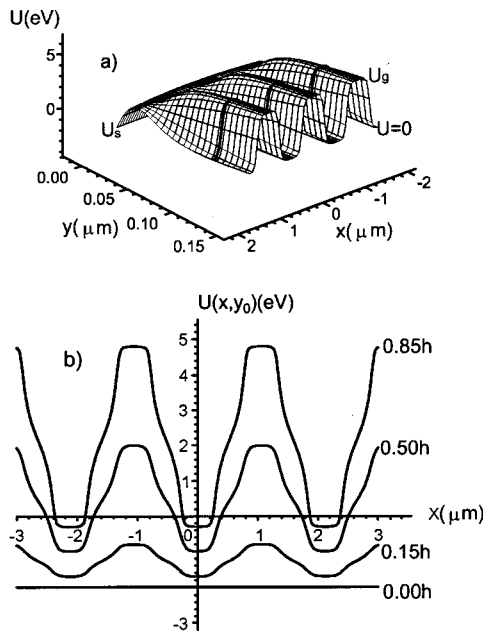 U(eV)
5
a)
0
U_g
U_s
U=0
0.00
0.05
0.10
0.15
y(μm)
-2
-1
0
1
2
x(μm)
U(x,y_0)(eV)
5
b)
0.85h
4
3
2
0.50h
1
-3 -2 -1 0 1 2 3
X(μm)
0.15h
0.00h
-3